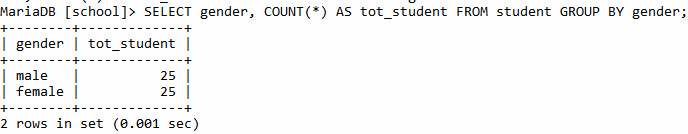 MariaDB [school]> SELECT gender, COUNT(*) AS tot_student FROM student GROUP BY gender;
+--------+-------------+
| gender | tot_student |
+--------+-------------+
| male   |          25 |
| female |          25 |
+--------+-------------+
2 rows in set (0.001 sec)